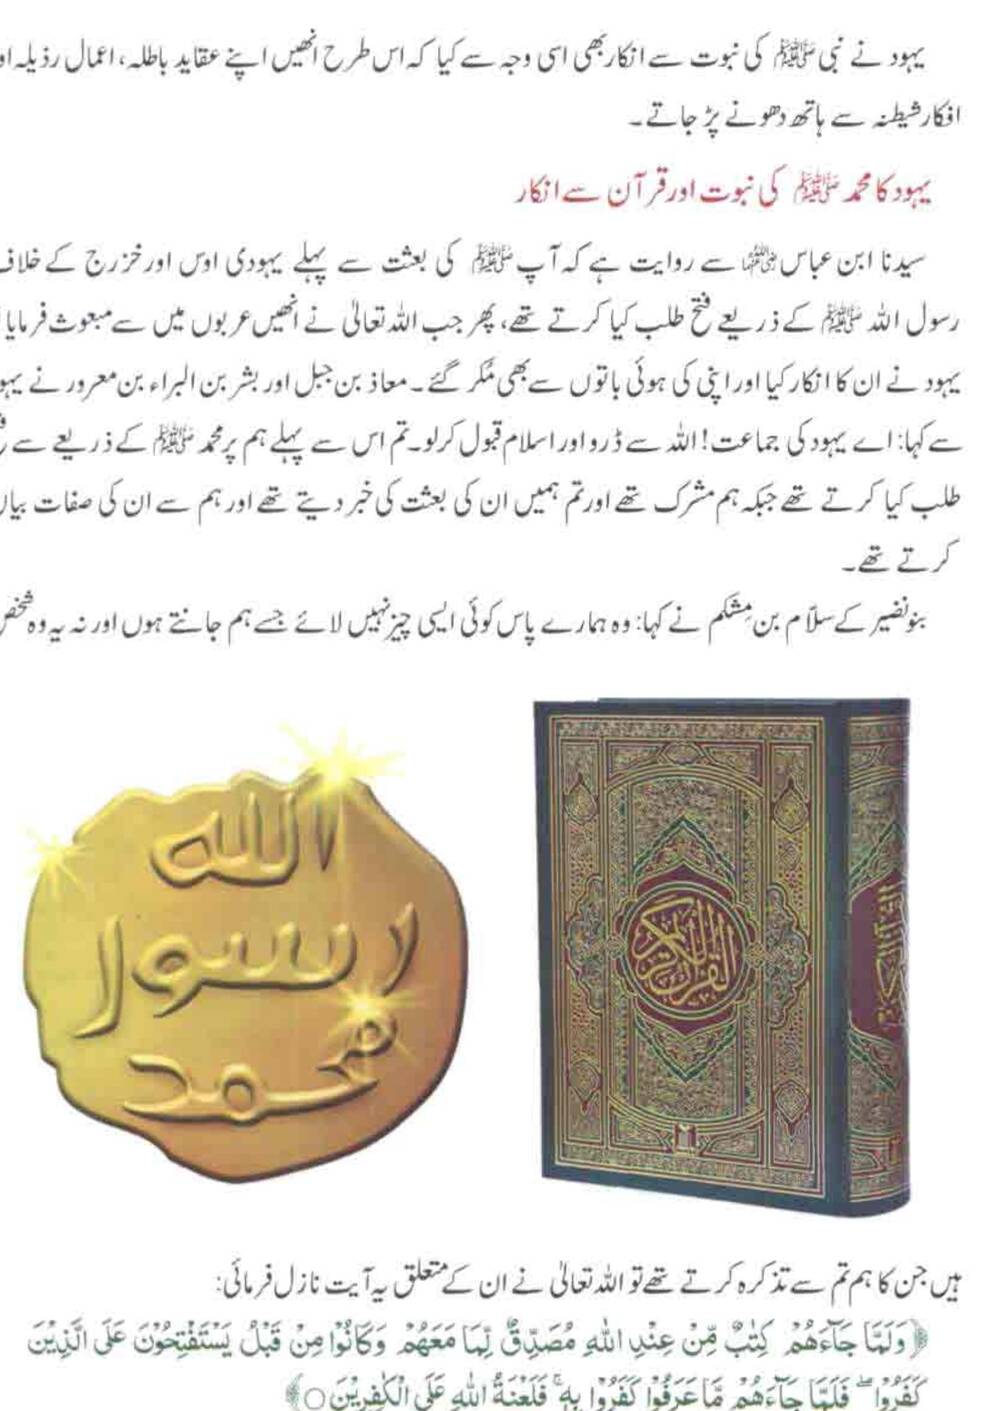 یہود نے نبی ﷺ کی نبوت سے انکار بھی اسی وجہ سے کیا کہ اس طرح انھیں اپنے عقاید باطلہ، اعمال رذیلہ
افکار شیطنہ سے ہاتھ دھونے پڑ جاتے۔
یہود کا محمد ﷺ کی نبوت اور قرآن سے انکار
سیدنا ابن عباس رضی اللہ عنہما سے روایت ہے کہ آپ ﷺ کی بعثت سے پہلے یہودی اوس اور خزرج کے خلاف
رسول اللہ ﷺ کے ذریعے فتح طلب کیا کرتے تھے، پھر جب اللہ تعالیٰ نے انھیں عربوں میں سے مبعوث فرمایا
یہود نے ان کا انکار کیا اور اپنی کی ہوئی باتوں سے بھی مُکر گئے۔ معاذ بن جبل اور بشر بن البراء بن معرور نے
سے کہا: اے یہود کی جماعت! اللہ سے ڈرو اور اسلام قبول کرلو۔ تم اس سے پہلے ہم پر محمد ﷺ کے ذریعے سے
طلب کیا کرتے تھے جبکہ ہم مشرک تھے اور تم ہمیں ان کی بعثت کی خبر دیتے تھے اور ہم سے ان کی صفات بیان
کرتے تھے۔
بنو نضیر کے سلّام بن مِشکم نے کہا: وہ ہمارے پاس کوئی ایسی چیز نہیں لائے جسے ہم جانتے ہوں اور نہ یہ وہ شخص
الله
رسول
محمد
القرآن الكريم
القرآن الكريم
ہیں جن کا ہم تم سے تذکرہ کرتے تھے تو اللہ تعالیٰ نے ان کے متعلق یہ آیت نازل فرمائی:
﴿وَلَمَّا جَآءَهُمْ كِتٰبٌ مِّنْ عِنْدِ اللّٰهِ مُصَدِّقٌ لِّمَا مَعَهُمْ وَكَانُوْا مِنْ قَبْلُ يَسْتَفْتِحُوْنَ عَلَى الَّذِيْنَ
كَفَرُوْا ۖ فَلَمَّا جَآءَهُمْ مَّا عَرَفُوْا كَفَرُوْا بِهٖ ۚ فَلَعْنَةُ اللّٰهِ عَلَى الْكٰفِرِيْنَ ○﴾